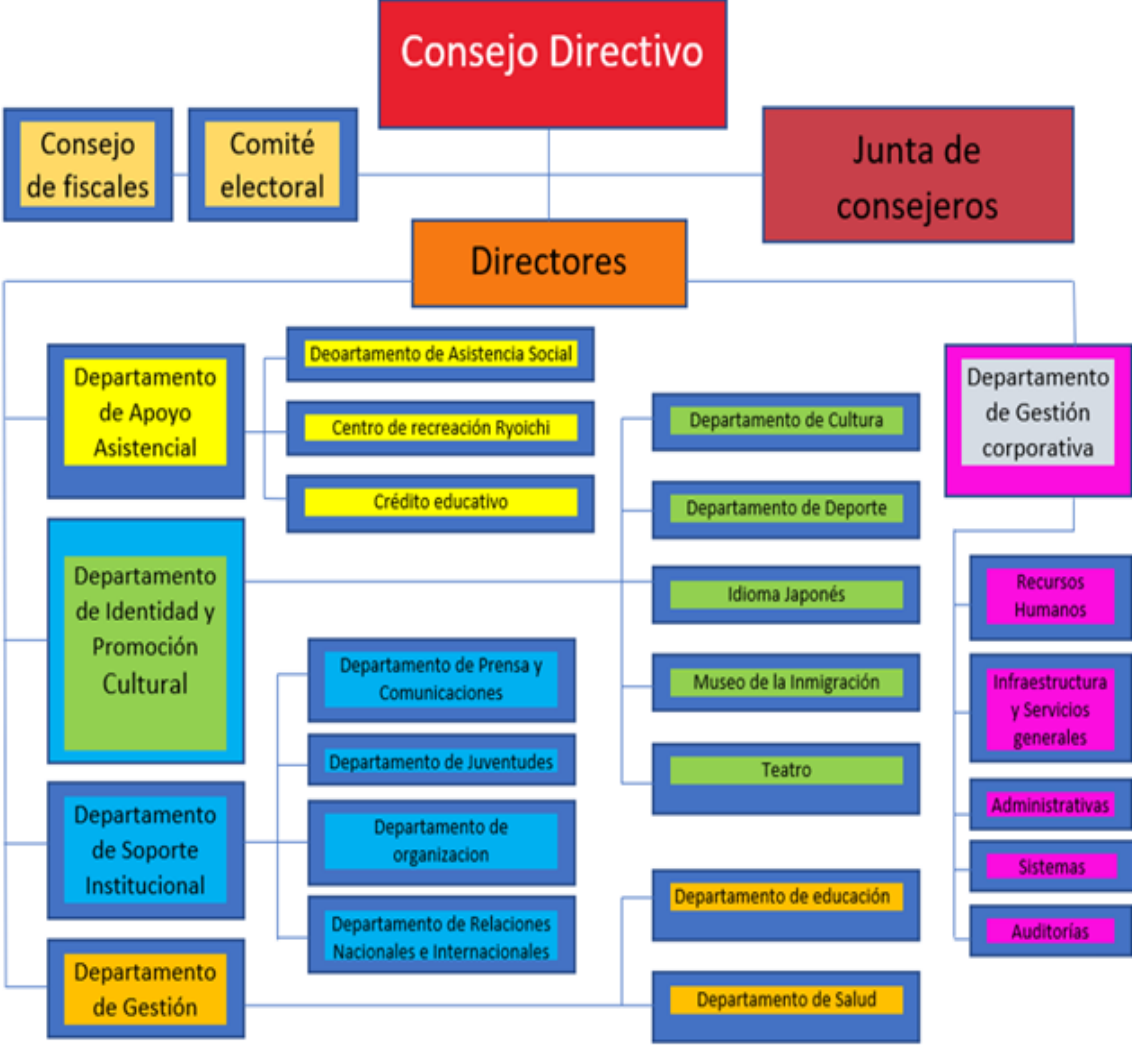 Consejo Directivo
Consejo
de fiscales
Comité
electoral
Junta de
consejeros
Directores
Departamento
de Apoyo
Asistencial
Deoartamento de Asistencia Social
Centro de recreación Ryoichi
Crédito educativo
Departamento
de Identidad y
Promoción
Cultural
Departamento de Cultura
Departamento de Deporte
Idioma Japonés
Museo de la Inmigración
Teatro
Departamento
de Soporte
Institucional
Departamento de Prensa y
Comunicaciones
Departamento de Juventudes
Departamento de
organizacion
Departamento de Relaciones
Nacionales e Internacionales
Departamento
de Gestión
Departamento de educación
Departamento de Salud
Departamento
de Gestión
corporativa
Recursos
Humanos
Infraestructura
y Servicios
generales
Administrativas
Sistemas
Auditorías